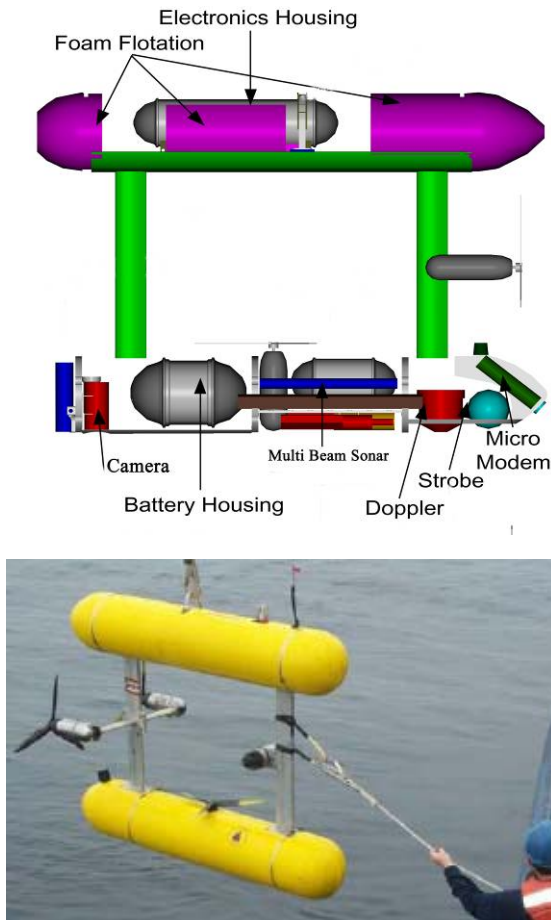 Electronics Housing
Foam Flotation
Camera
Battery Housing
Multi Beam Sonar
Doppler
Strobe
Micro
Modem